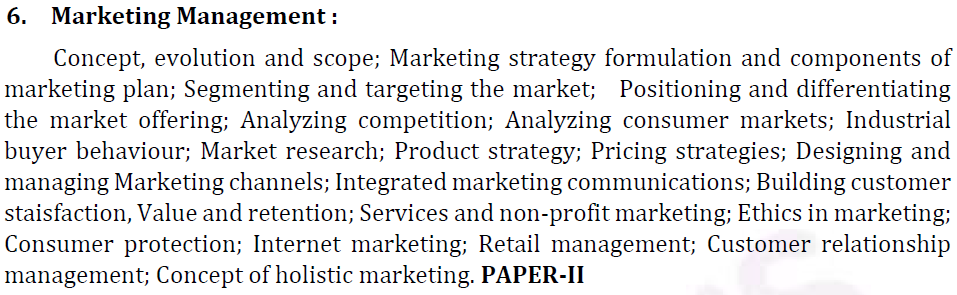 6. Marketing Management :
Concept, evolution and scope; Marketing strategy formulation and components of
marketing plan; Segmenting and targeting the market; Positioning and differentiating
the market offering; Analyzing competition; Analyzing consumer markets; Industrial
buyer behaviour; Market research; Product strategy; Pricing strategies; Designing and
managing Marketing channels; Integrated marketing communications; Building customer
staisfaction, Value and retention; Services and non-profit marketing; Ethics in marketing;
Consumer protection; Internet marketing; Retail management; Customer relationship
management; Concept of holistic marketing. PAPER-II